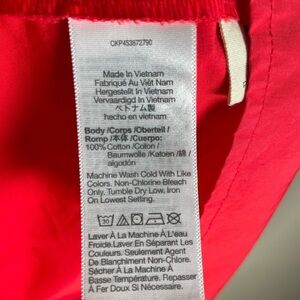 CKP453672790
Made In Vietnam
Fabriqué Au Viêt Nam
Hergestellt In Vietnam
Vervaardigd In Vietnam
ベトナム製
hecho en vietnam
Body /Corps /Oberteil /
Romp /本体 /Cuerpo:
100% Cotton /Coton /
Baumwolle /Katoen /綿 /
algodón
Machine Wash Cold With Like
Colors. Non-Chlorine Bleach
Only. Tumble Dry Low, Iron
On Lowest Setting.
Laver À La Machine À L'eau
Froide.Laver En Séparant Les
Couleurs. Seulement Agent
De Blanchiment Non-Chloric.
Sécher À La Machine À
Basse Température. Repasser
À Fer Doux Si Nécessaire.